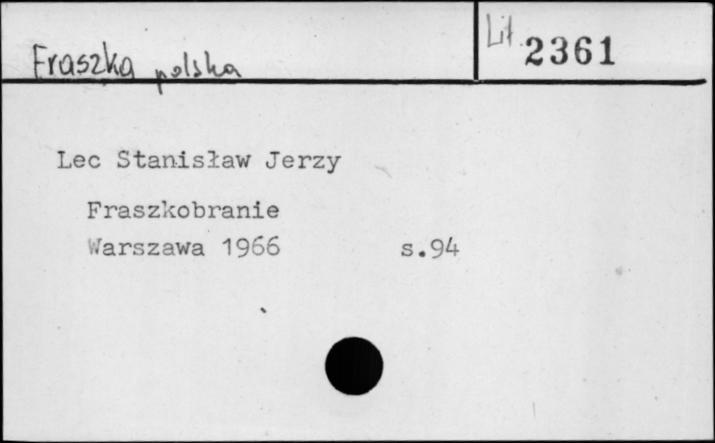 Fraszka polska
Lit. 2361
Lec Stanisław Jerzy
Fraszkobranie
Warszawa 1966 s.94